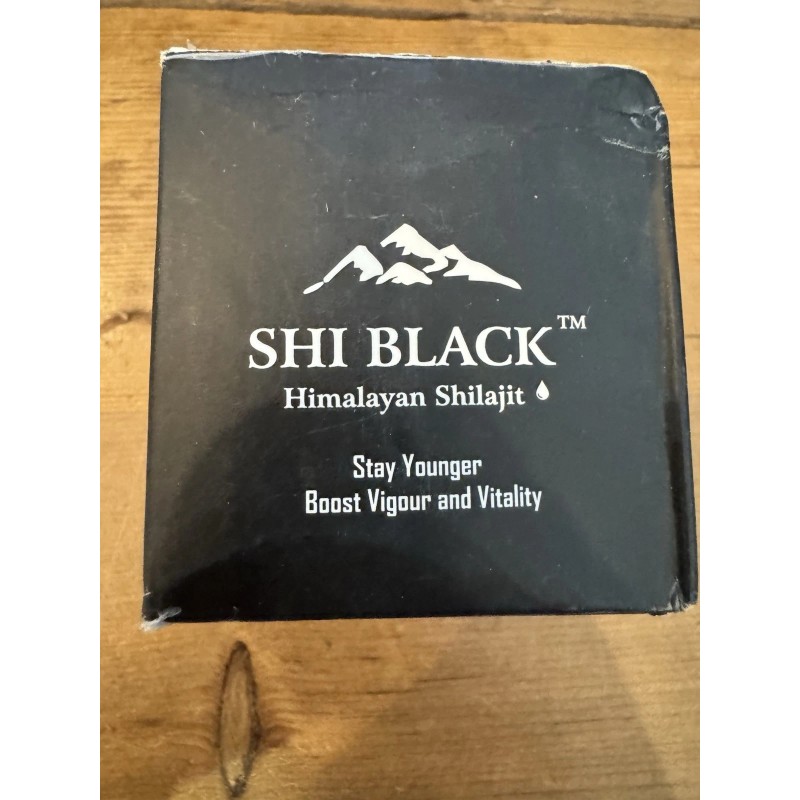 SHI BLACK™
Himalayan Shilajit
Stay Younger
Boost Vigour and Vitality